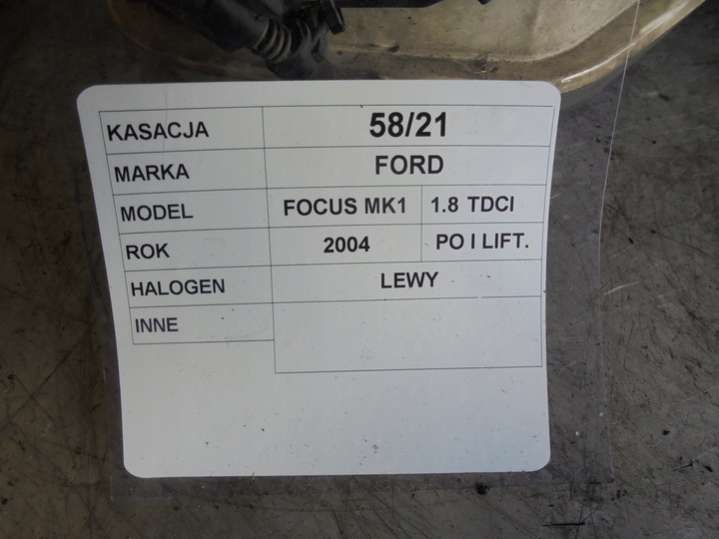 KASACJA 58/21
MARKA FORD
MODEL FOCUS MK1 1.8 TDCI
ROK 2004 PO I LIFT.
HALOGEN LEWY
INNE